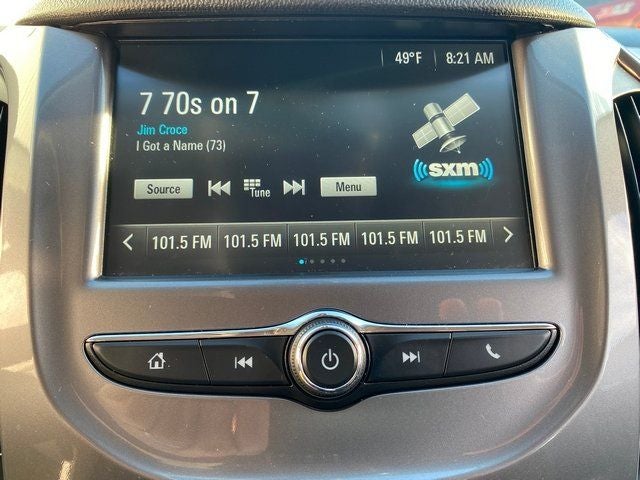 49°F 8:21 AM
7 70s on 7
Jim Croce
I Got a Name (73)
((sxm))
Source Tune Menu
101.5 FM 101.5 FM 101.5 FM 101.5 FM 101.5 FM